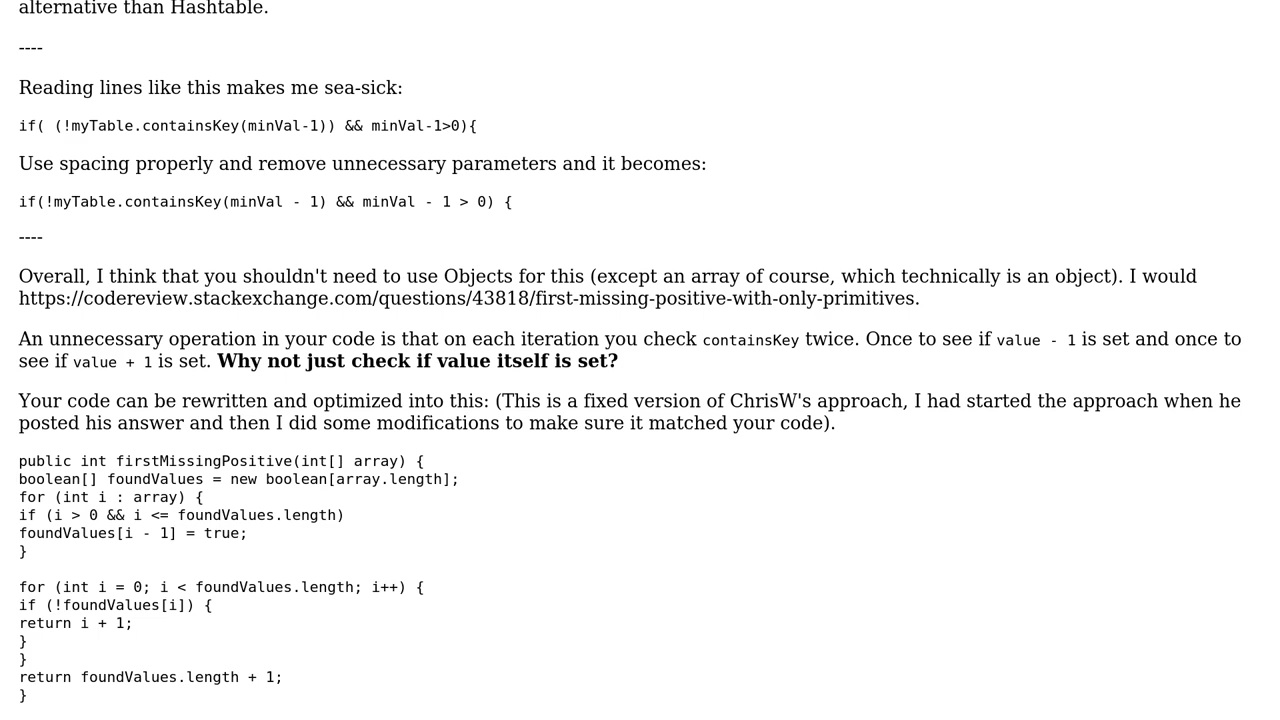 alternative than Hashtable.
----
Reading lines like this makes me sea-sick:
if( (!myTable.containsKey(minVal-1)) && minVal-1>0){
Use spacing properly and remove unnecessary parameters and it becomes:
if(!myTable.containsKey(minVal - 1) && minVal - 1 > 0) {
----
Overall, I think that you shouldn't need to use Objects for this (except an array of course, which technically is an object). I would
https://codereview.stackexchange.com/questions/43818/first-missing-positive-with-only-primitives.
An unnecessary operation in your code is that on each iteration you check containsKey twice. Once to see if value - 1 is set and once to
see if value + 1 is set. Why not just check if value itself is set?
Your code can be rewritten and optimized into this: (This is a fixed version of ChrisW's approach, I had started the approach when he
posted his answer and then I did some modifications to make sure it matched your code).
public int firstMissingPositive(int[] array) {
boolean[] foundValues = new boolean[array.length];
for (int i : array) {
if (i > 0 && i <= foundValues.length)
foundValues[i - 1] = true;
}
for (int i = 0; i < foundValues.length; i++) {
if (!foundValues[i]) {
return i + 1;
}
}
return foundValues.length + 1;
}